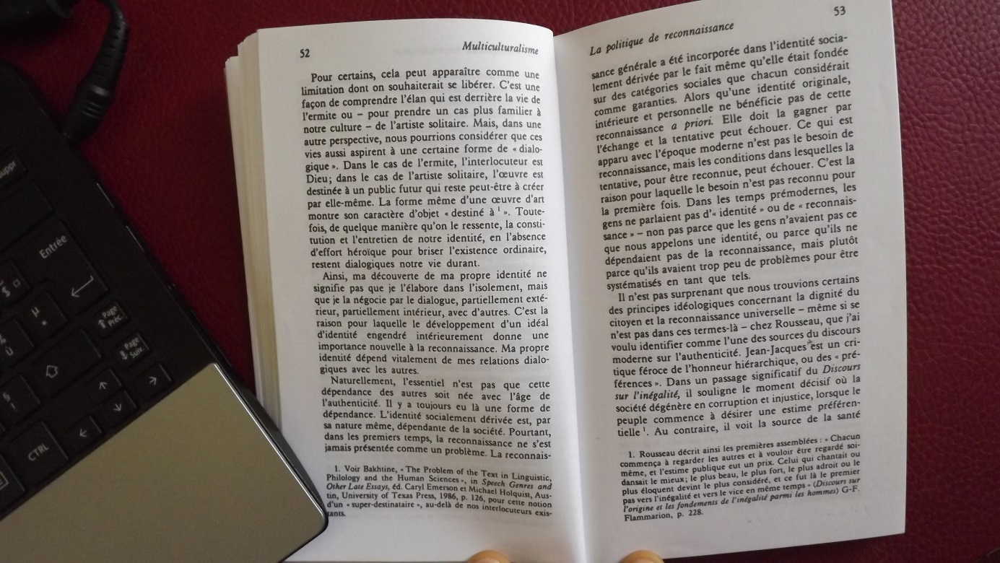 52
Multiculturalisme
Pour certains, cela peut apparaître comme une
limitation dont on souhaiterait se libérer. C'est une
façon de comprendre l'élan qui est derrière la vie de
l'ermite ou – pour prendre un cas plus familier à
notre culture – de l'artiste solitaire. Mais, dans une
autre perspective, nous pourrions considérer que ces
vies aussi aspirent à une certaine forme de « dialo-
gique ». Dans le cas de l'ermite, l'interlocuteur est
Dieu; dans le cas de l'artiste solitaire, l'œuvre est
destinée à un public futur qui reste peut-être à créer
par elle-même. La forme même d'une œuvre d'art
montre son caractère d'objet « destiné à ¹ ». Toute-
fois, de quelque manière qu'on le ressente, la consti-
tution et l'entretien de notre identité, en l'absence
d'effort héroïque pour briser l'existence ordinaire,
restent dialogiques notre vie durant.
Ainsi, ma découverte de ma propre identité ne
signifie pas que je l'élabore dans l'isolement, mais
que je la négocie par le dialogue, partiellement exté-
rieur, partiellement intérieur, avec d'autres. C'est la
raison pour laquelle le développement d'un idéal
d'identité engendré intérieurement donne une
importance nouvelle à la reconnaissance. Ma propre
identité dépend vitalement de mes relations dialo-
giques avec les autres.
Naturellement, l'essentiel n'est pas que cette
dépendance des autres soit née avec l'âge de
l'authenticité. Il y a toujours eu là une forme de
dépendance. L'identité socialement dérivée est, par
sa nature même, dépendante de la société. Pourtant,
dans les premiers temps, la reconnaissance ne s'est
jamais présentée comme un problème. La reconnais-
1. Voir Bakhtine, « The Problem of the Text in Linguistic,
Philology and the Human Sciences », in Speech Genres and
Other Late Essays, éd. Caryl Emerson et Michael Holquist, Aus-
tin, University of Texas Press, 1986, p. 126, pour cette notion
d'un « super-destinataire », au-delà de nos interlocuteurs exis-
tants.
La politique de reconnaissance
53
sance générale a été incorporée dans l'identité socia-
lement dérivée par le fait même qu'elle était fondée
sur des catégories sociales que chacun considérait
comme garanties. Alors qu'une identité originale,
intérieure et personnelle ne bénéficie pas de cette
reconnaissance a priori. Elle doit la gagner par
l'échange et la tentative peut échouer. Ce qui est
apparu avec l'époque moderne n'est pas le besoin de
reconnaissance, mais les conditions dans lesquelles la
tentative, pour être reconnue, peut échouer. C'est la
raison pour laquelle le besoin n'est pas reconnu pour
la première fois. Dans les temps prémodernes, les
gens ne parlaient pas d'« identité » ou de « reconnais-
sance » – non pas parce que les gens n'avaient pas ce
que nous appelons une identité, ou parce qu'ils ne
dépendaient pas de la reconnaissance, mais plutôt
parce qu'ils avaient trop peu de problèmes pour être
systématisés en tant que tels.
Il n'est pas surprenant que nous trouvions certains
des principes idéologiques concernant la dignité du
citoyen et la reconnaissance universelle – même si se
n'est pas dans ces termes-là – chez Rousseau, que j'ai
voulu identifier comme l'une des sources du discours
moderne sur l'authenticité. Jean-Jacques est un cri-
tique féroce de l'honneur hiérarchique, ou des « pré-
férences ». Dans un passage significatif du Discours
sur l'inégalité, il souligne le moment décisif où la
société dégénère en corruption et injustice, lorsque le
peuple commence à désirer une estime préféren-
tielle ¹. Au contraire, il voit la source de la santé
1. Rousseau décrit ainsi les premières assemblées : « Chacun
commença à regarder les autres et à vouloir être regardé soi-
même, et l'estime publique eut un prix. Celui qui chantait ou
dansait le mieux; le plus beau, le plus fort, le plus adroit ou le
plus éloquent devint le plus considéré, et ce fut là le premier
pas vers l'inégalité et vers le vice en même temps » (Discours sur
l'origine et les fondements de l'inégalité parmi les hommes) G-F.
Flammarion, p. 228.
Entrée
Page
Préc.
Page
Suiv.
CTRL